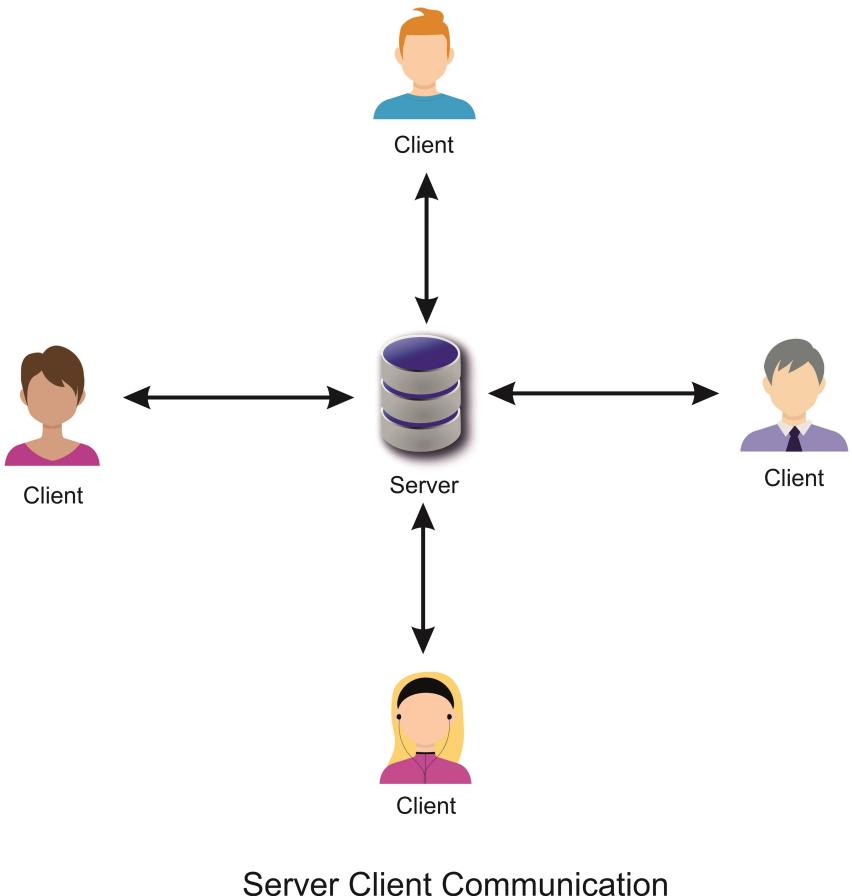 Client
Client
Server
Client
Client
Server Client Communication